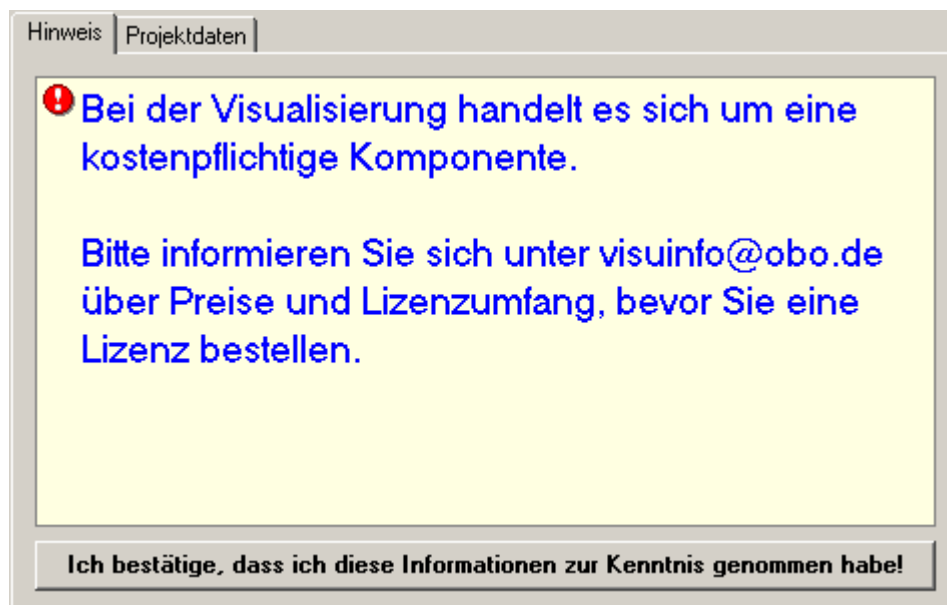 Hinweis Projektdaten
Bei der Visualisierung handelt es sich um eine
kostenpflichtige Komponente.
Bitte informieren Sie sich unter visuinfo@obo.de
über Preise und Lizenzumfang, bevor Sie eine
Lizenz bestellen.
Ich bestätige, dass ich diese Informationen zur Kenntnis genommen habe!